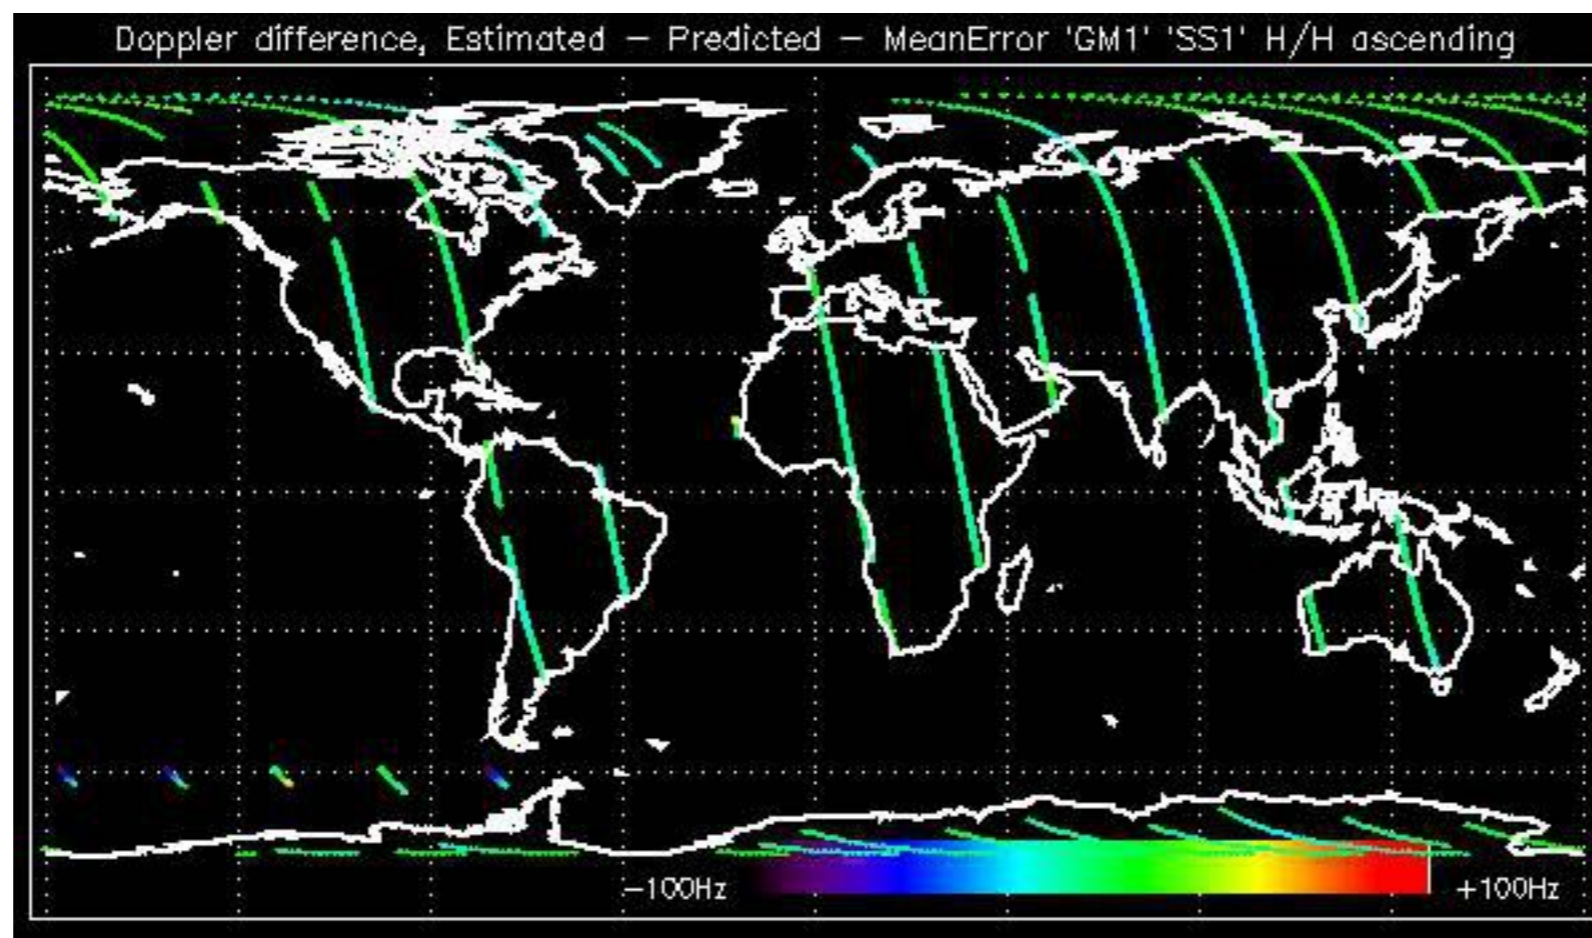 Doppler difference, Estimated – Predicted – MeanError 'GM1' 'SS1' H/H ascending
–100Hz
+100Hz